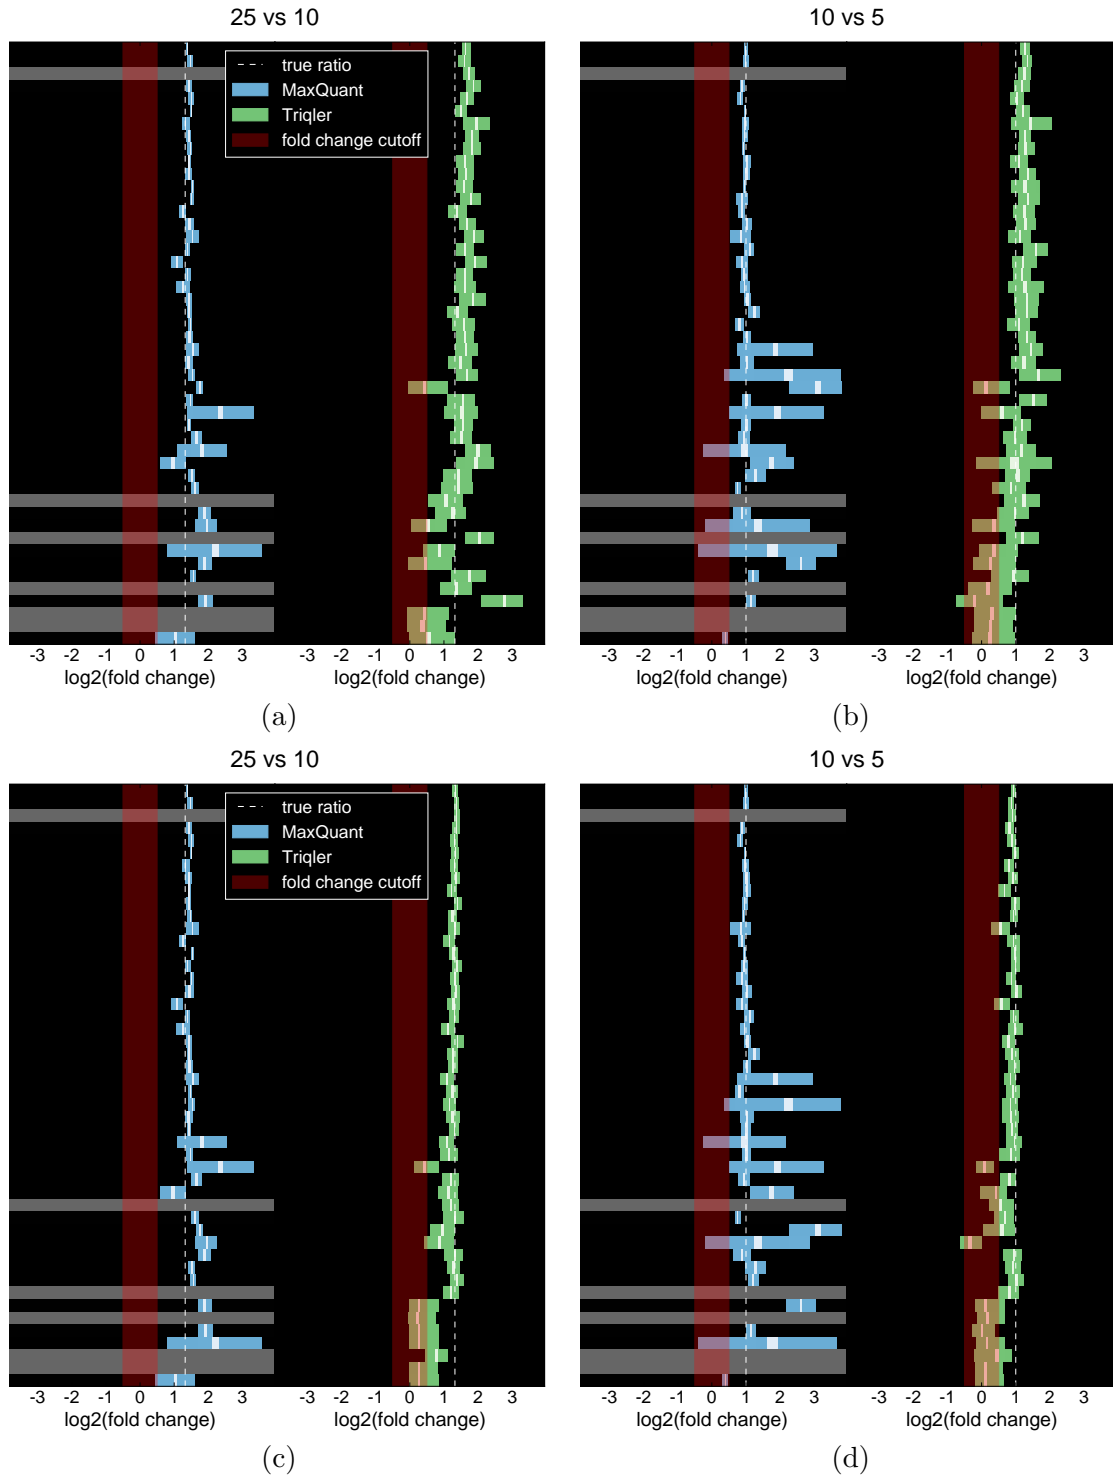 25 vs 10
10 vs 5
true ratio
MaxQuant
Triqler
fold change cutoff
-3 -2 -1 0 1 2 3
-3 -2 -1 0 1 2 3
-3 -2 -1 0 1 2 3
-3 -2 -1 0 1 2 3
log2(fold change)
log2(fold change)
log2(fold change)
log2(fold change)
(a)
(b)
25 vs 10
10 vs 5
true ratio
MaxQuant
Triqler
fold change cutoff
-3 -2 -1 0 1 2 3
-3 -2 -1 0 1 2 3
-3 -2 -1 0 1 2 3
-3 -2 -1 0 1 2 3
log2(fold change)
log2(fold change)
log2(fold change)
log2(fold change)
(c)
(d)